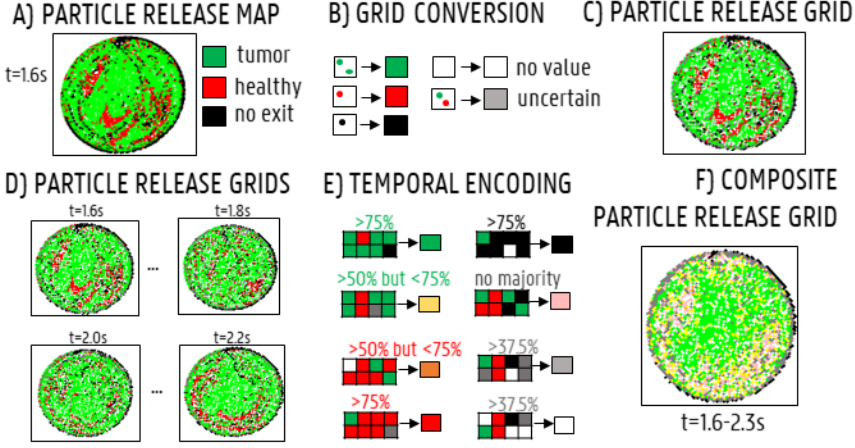 A) PARTICLE RELEASE MAP
t=1.6s
tumor
healthy
no exit
B) GRID CONVERSION
no value
uncertain
C) PARTICLE RELEASE GRID
D) PARTICLE RELEASE GRIDS
t=1.6s
t=1.8s
...
t=2.0s
t=2.2s
...
E) TEMPORAL ENCODING
>75%
>75%
>50% but <75%
no majority
>50% but <75%
>37.5%
>75%
>37.5%
F) COMPOSITE
PARTICLE RELEASE GRID
t=1.6-2.3s